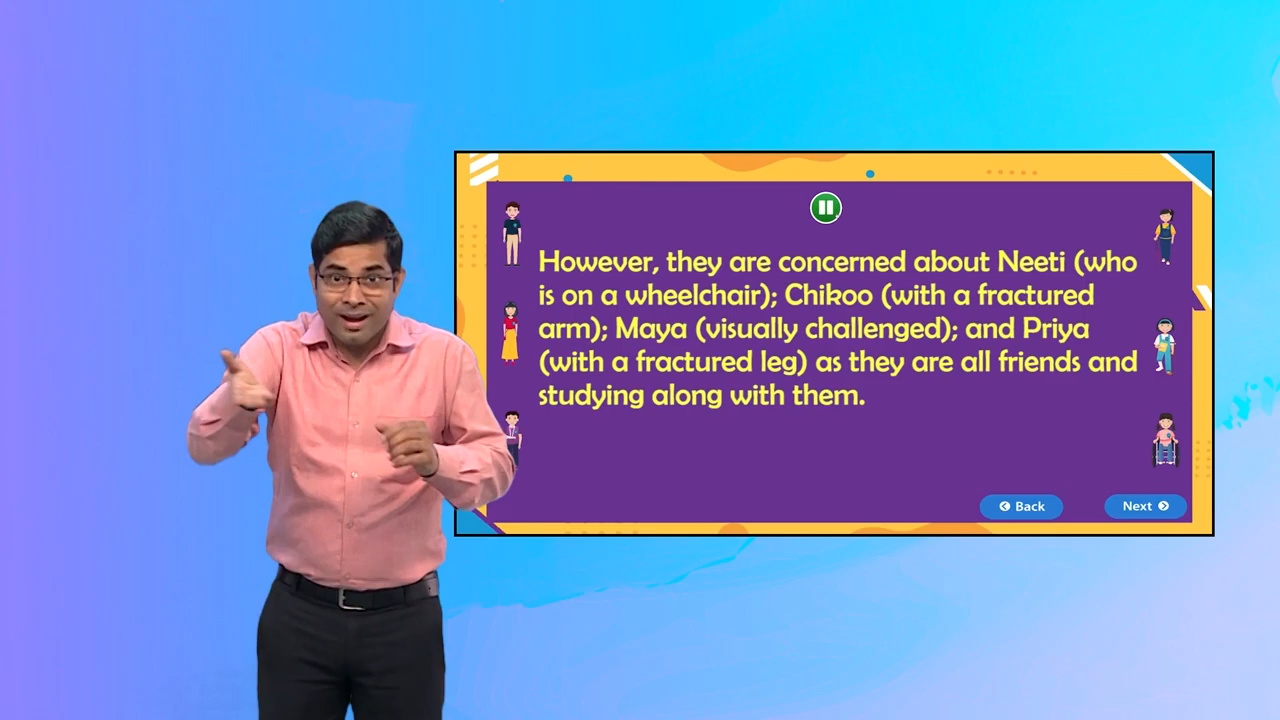 However, they are concerned about Neeti (who
is on a wheelchair); Chikoo (with a fractured
arm); Maya (visually challenged); and Priya
(with a fractured leg) as they are all friends and
studying along with them.
Back
Next